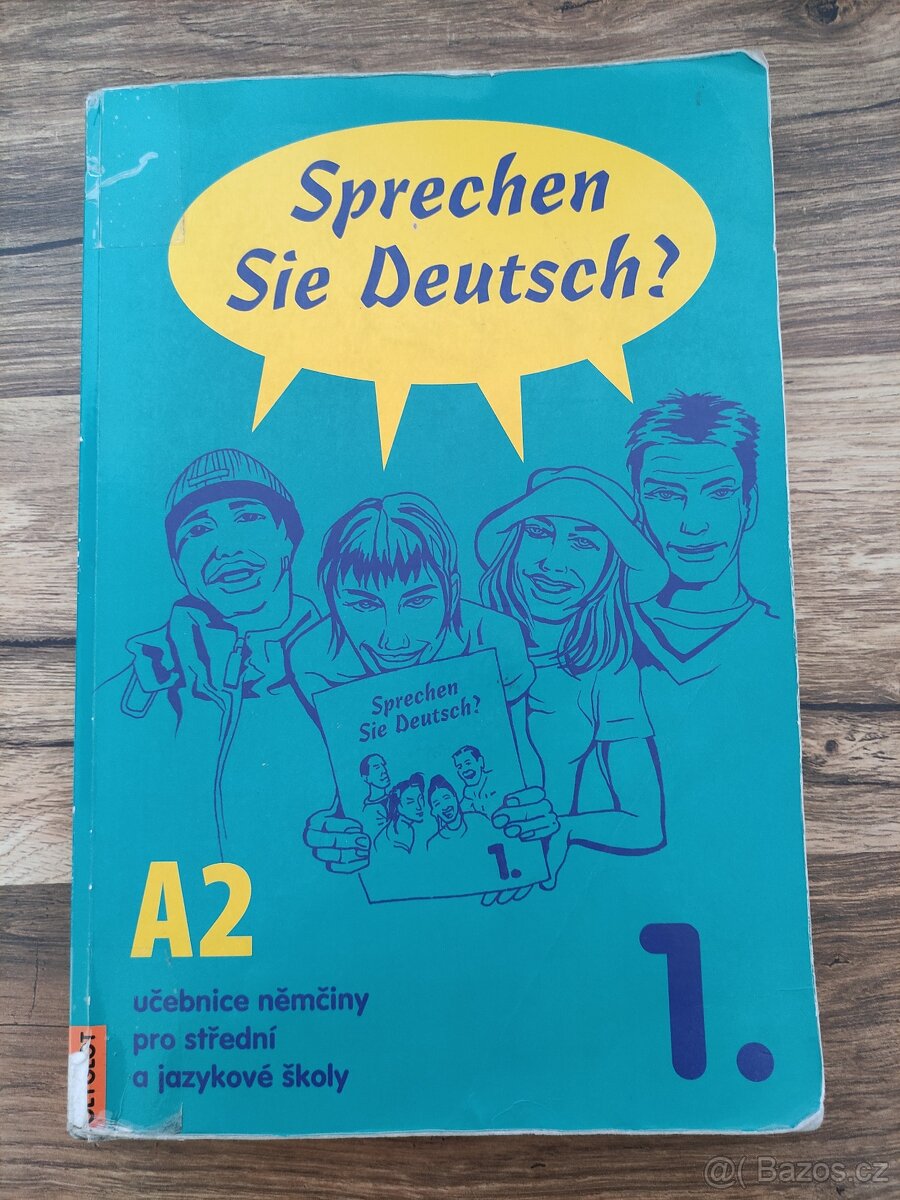 Sprechen
Sie Deutsch?
Sprechen
Sie Deutsch?
1.
A2
učebnice němčiny
pro střední
a jazykové školy
1.
@( Bazos.cz